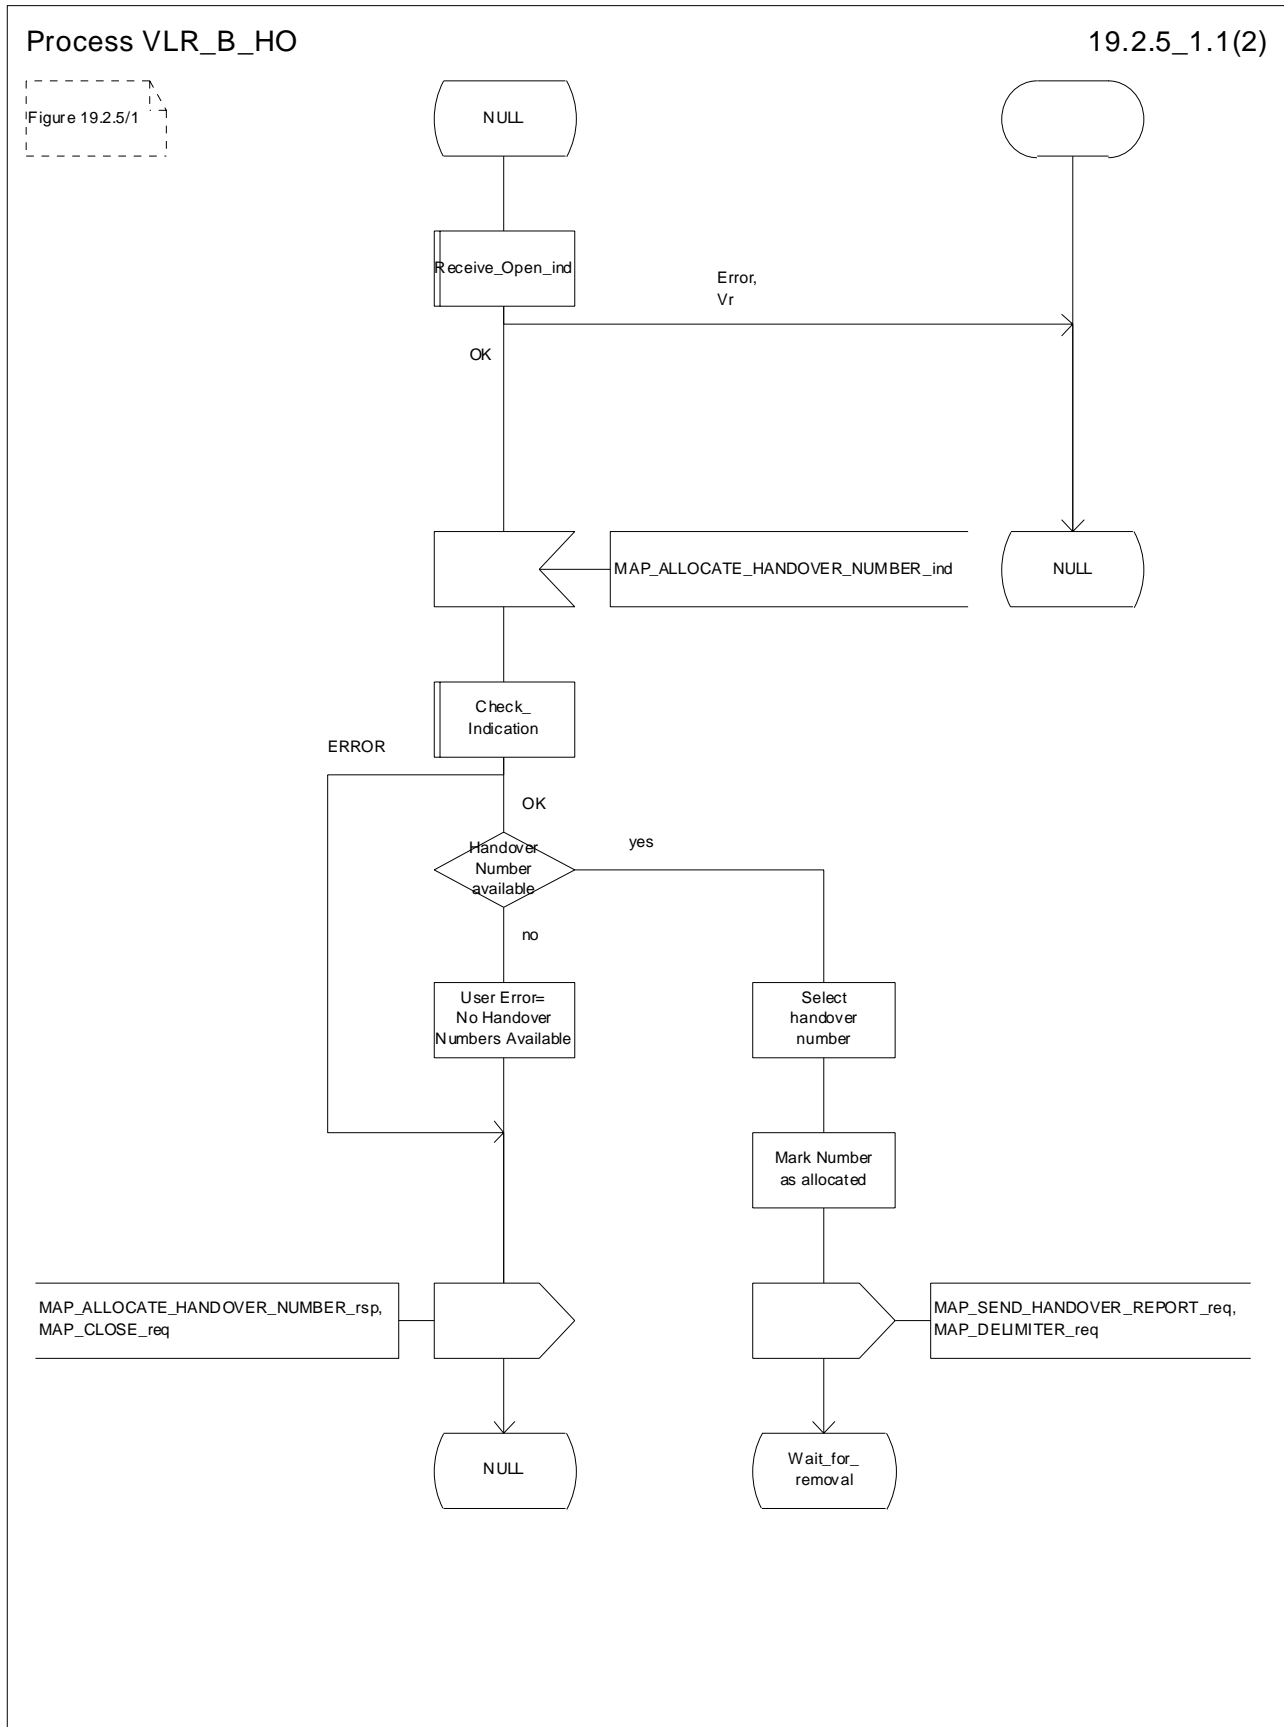 Process VLR_B_HO
19.2.5_1.1(2)
Figure 19.2.5/1
NULL
Receive_Open_ind
Error,
Vr
OK
MAP_ALLOCATE_HANDOVER_NUMBER_ind
NULL
Check_
Indication
ERROR
OK
Handover
Number
available
yes
no
User Error=
No Handover
Numbers Available
Select
handover
number
Mark Number
as allocated
MAP_ALLOCATE_HANDOVER_NUMBER_rsp,
MAP_CLOSE_req
MAP_SEND_HANDOVER_REPORT_req,
MAP_DELIMITER_req
NULL
Wait_for_
removal